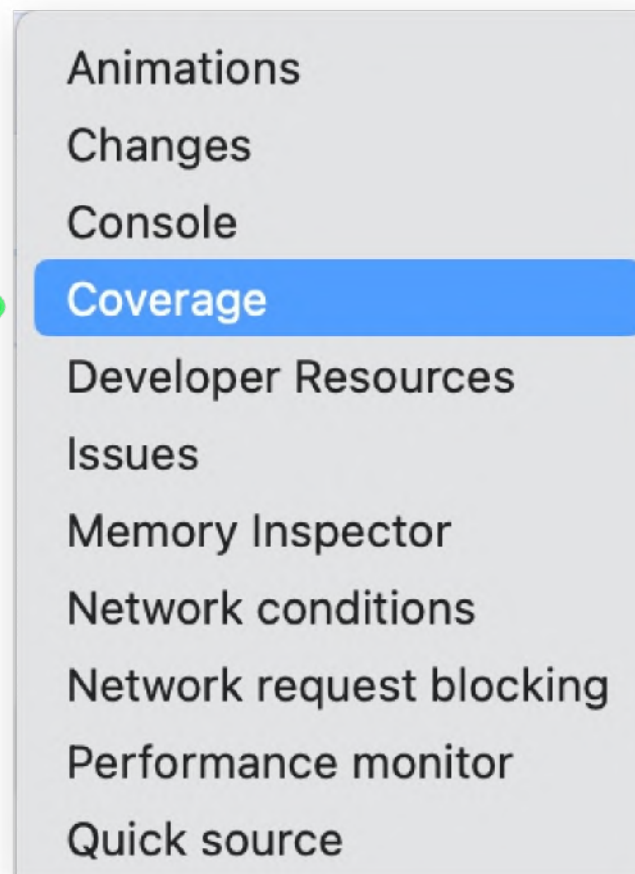 Animations
Changes
Console
Coverage
Developer Resources
Issues
Memory Inspector
Network conditions
Network request blocking
Performance monitor
Quick source